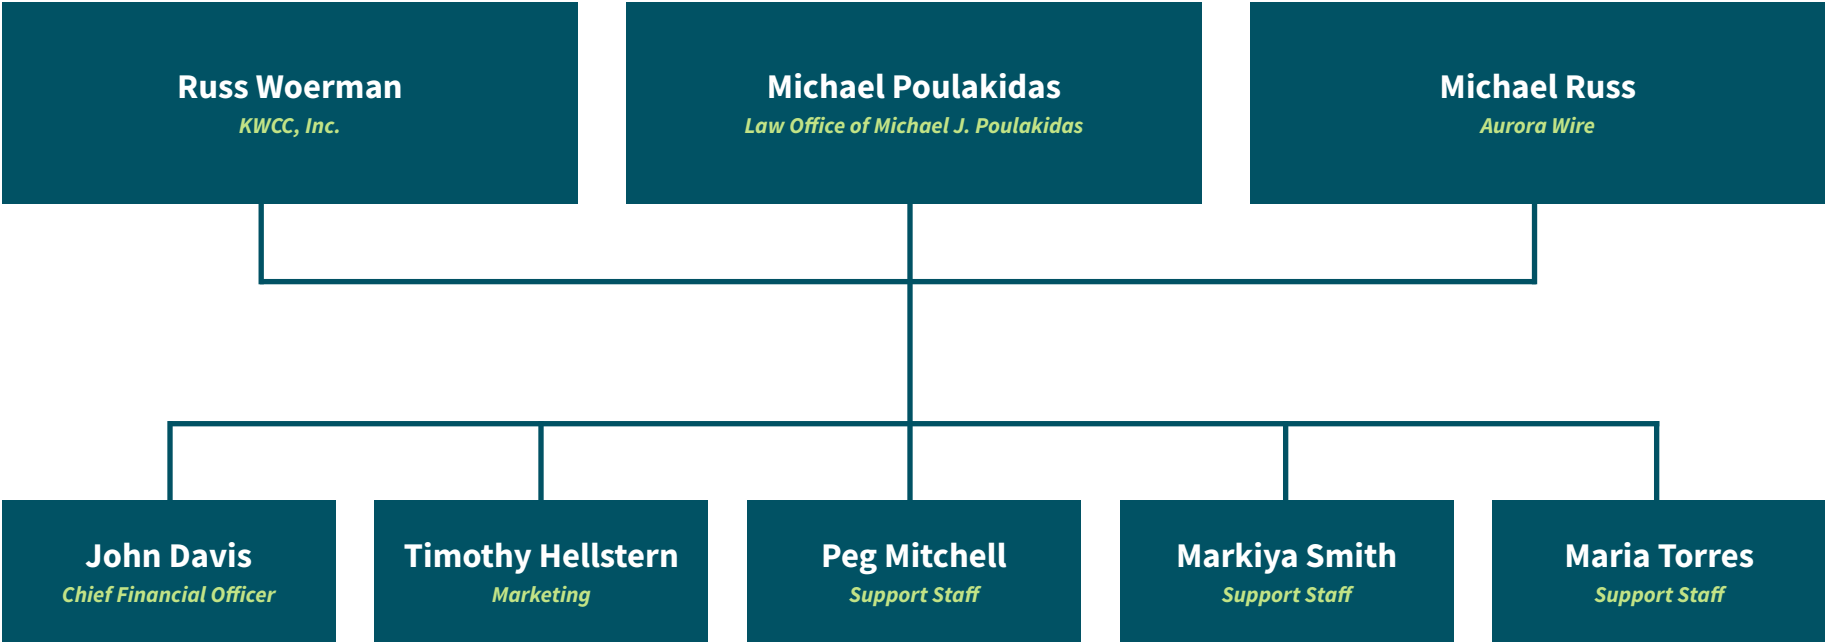 Russ Woerman
KWCC, Inc.
Michael Poulakidas
Law Office of Michael J. Poulakidas
Michael Russ
Aurora Wire
John Davis
Chief Financial Officer
Timothy Hellstern
Marketing
Peg Mitchell
Support Staff
Markiya Smith
Support Staff
Maria Torres
Support Staff